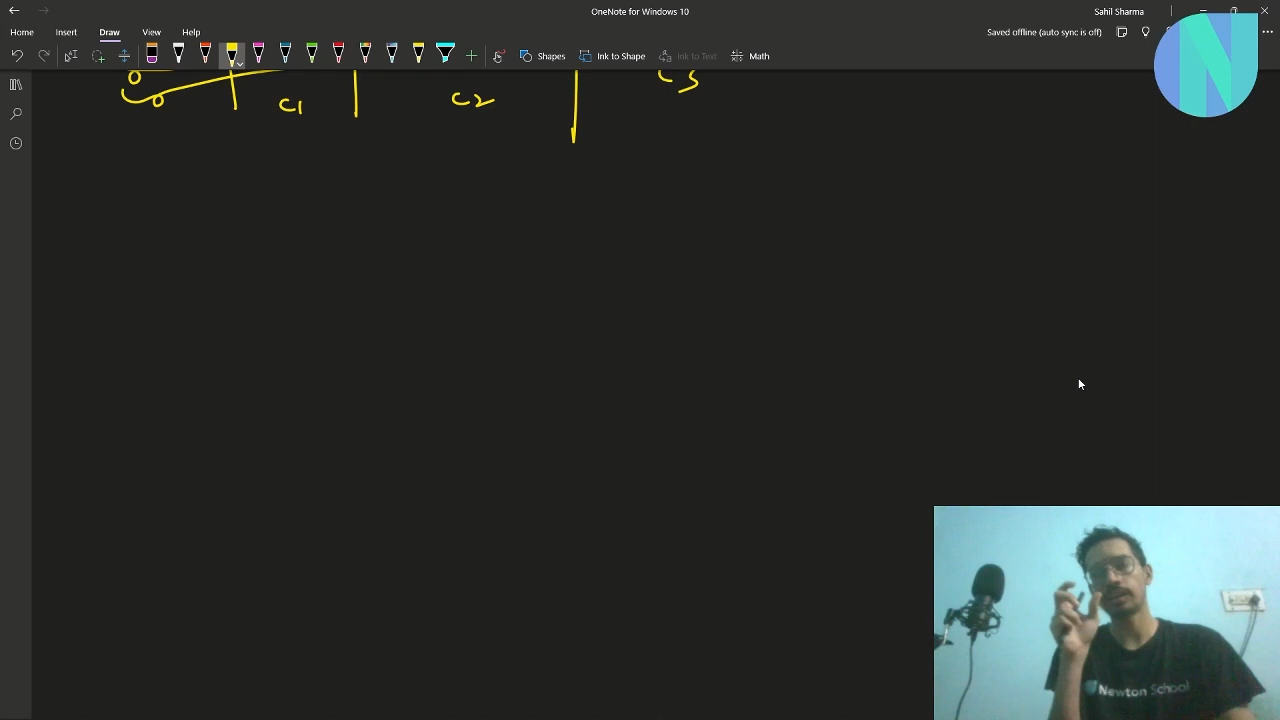 OneNote for Windows 10
Sahil Sharma
Home Insert Draw View Help
Saved offline (auto sync is off)
Shapes Ink to Shape Ink to Text Math
C1 C2 C3
Newton School